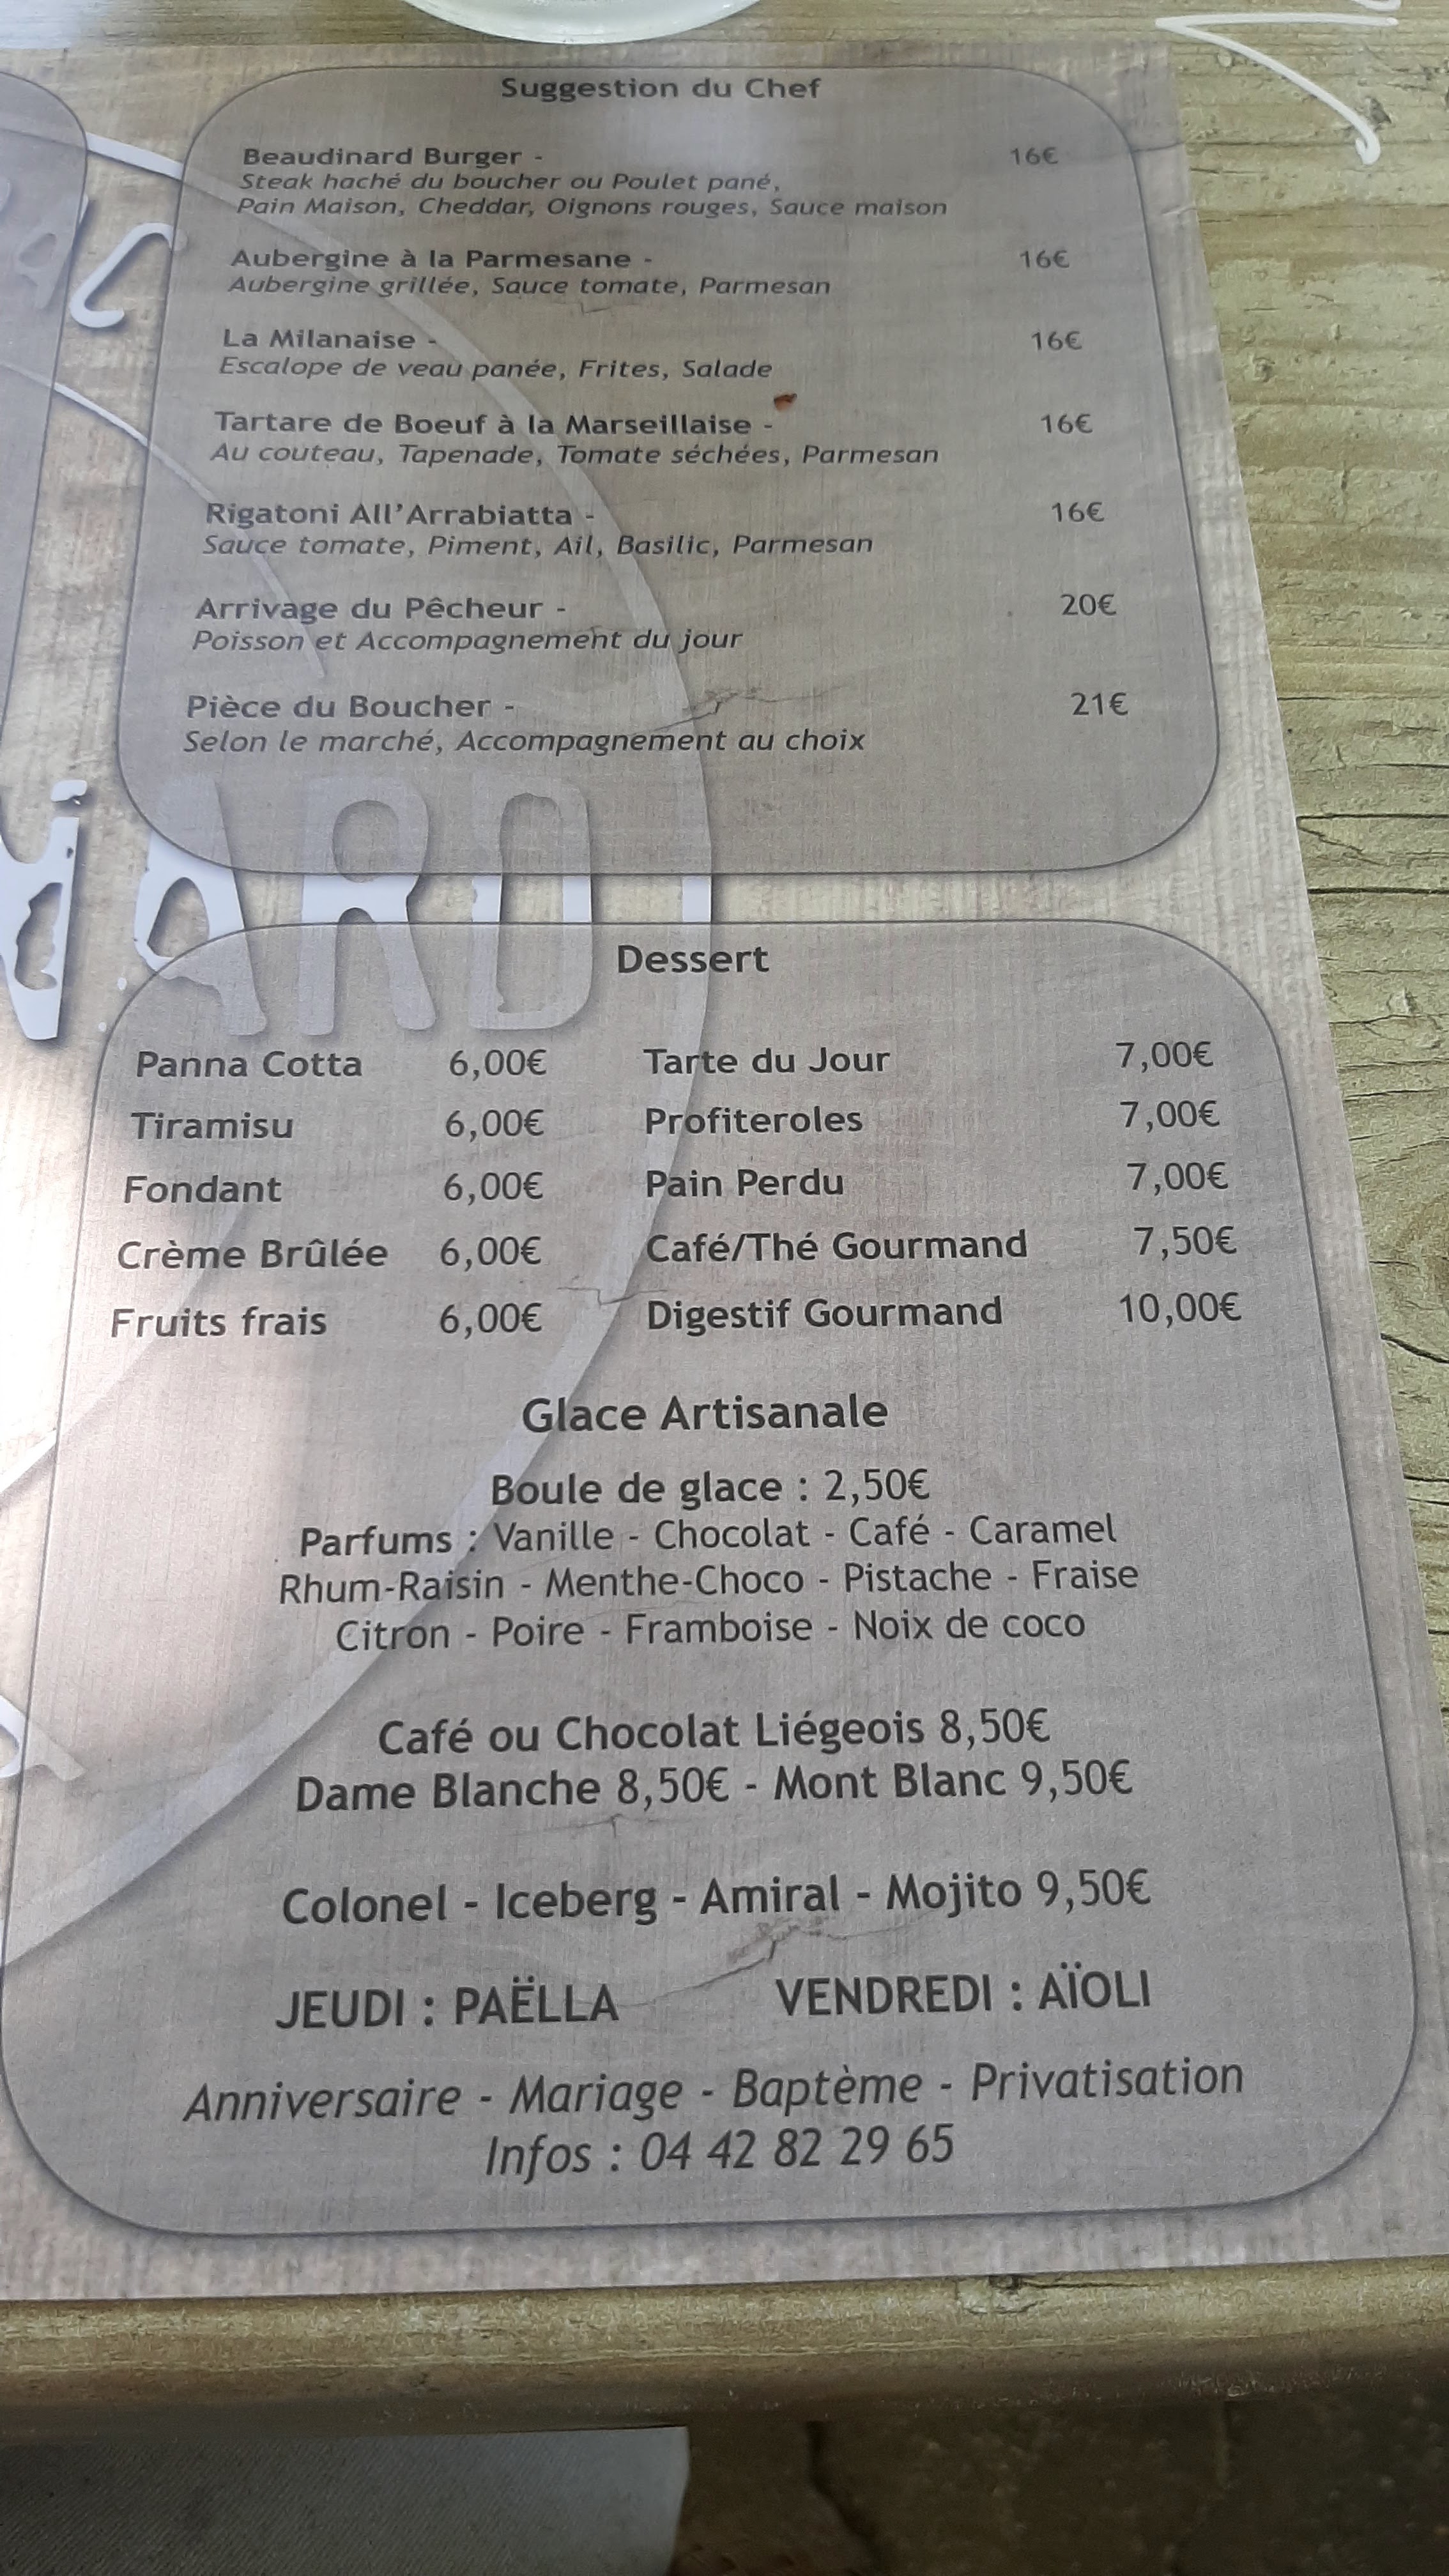 Suggestion du Chef
Beaudinard Burger - 16€
Steak haché du boucher ou Poulet pané,
Pain Maison, Cheddar, Oignons rouges, Sauce maison
Aubergine à la Parmesane - 16€
Aubergine grillée, Sauce tomate, Parmesan
La Milanaise - 16€
Escalope de veau panée, Frites, Salade
Tartare de Boeuf à la Marseillaise - 16€
Au couteau, Tapenade, Tomate séchées, Parmesan
Rigatoni All'Arrabiatta - 16€
Sauce tomate, Piment, Ail, Basilic, Parmesan
Arrivage du Pêcheur - 20€
Poisson et Accompagnement du jour
Pièce du Boucher - 21€
Selon le marché, Accompagnement au choix
Dessert
Panna Cotta 6,00€ Tarte du Jour 7,00€
Tiramisu 6,00€ Profiteroles 7,00€
Fondant 6,00€ Pain Perdu 7,00€
Crème Brûlée 6,00€ Café/Thé Gourmand 7,50€
Fruits frais 6,00€ Digestif Gourmand 10,00€
Glace Artisanale
Boule de glace : 2,50€
Parfums : Vanille - Chocolat - Café - Caramel
Rhum-Raisin - Menthe-Choco - Pistache - Fraise
Citron - Poire - Framboise - Noix de coco
Café ou Chocolat Liégeois 8,50€
Dame Blanche 8,50€ - Mont Blanc 9,50€
Colonel - Iceberg - Amiral - Mojito 9,50€
JEUDI : PAËLLA VENDREDI : AÏOLI
Anniversaire - Mariage - Baptème - Privatisation
Infos : 04 42 82 29 65